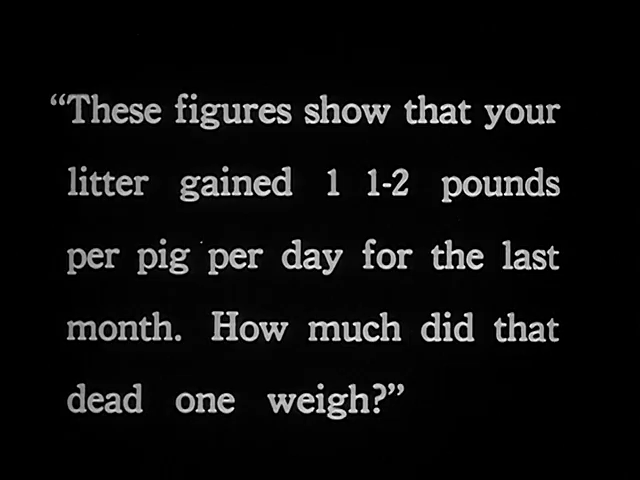 “These figures show that your
litter gained 1 1-2 pounds
per pig per day for the last
month. How much did that
dead one weigh?”